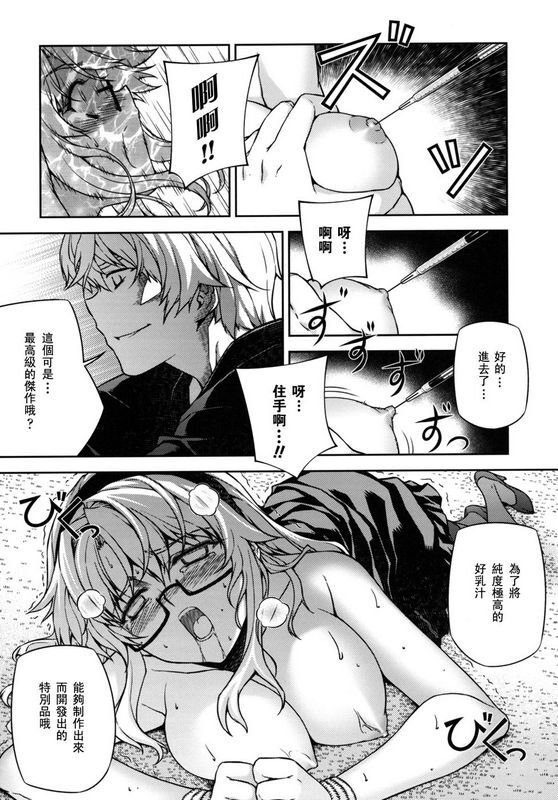 ズズ
啊啊!!
呀…
啊啊
好的…
進去了…
ずずずずっ
這個可是…
最高級的傑作哦?
呀…
住手啊…!!
びくっ
為了將
純度極高的
好乳汁
能夠制作出來
而開發出的
特別品哦
びくっ